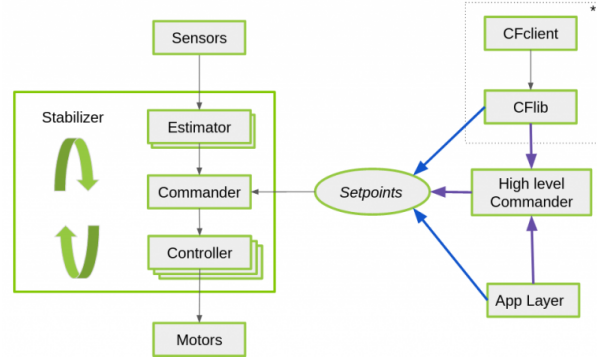 Sensors
CFclient
*
Stabilizer
Estimator
CFlib
Commander
Setpoints
High level
Commander
Controller
App Layer
Motors